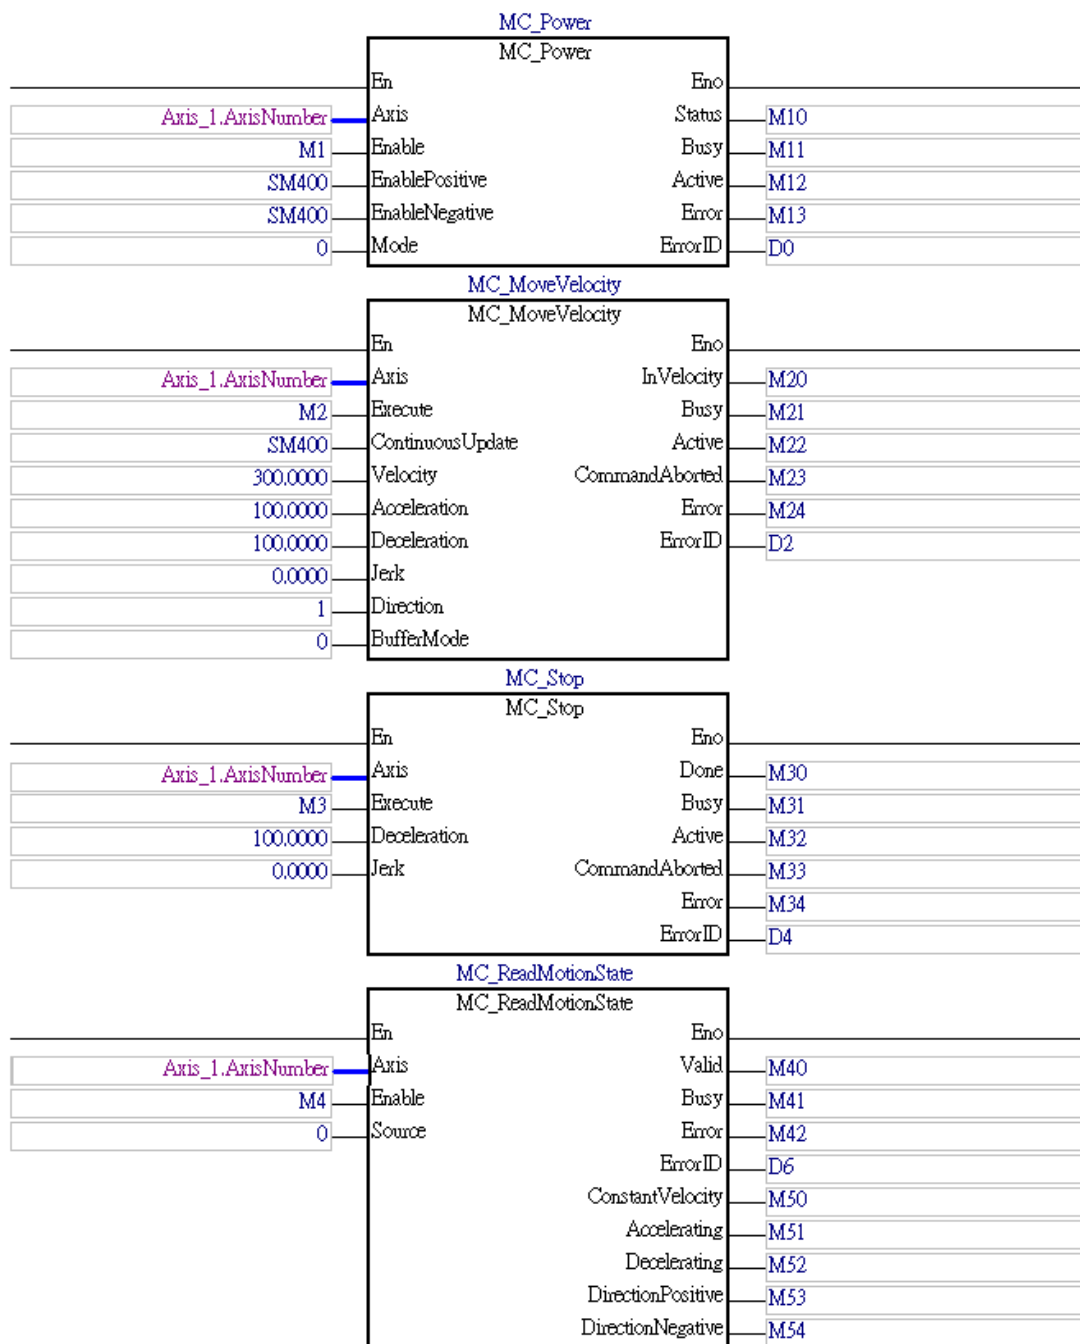 MC_Power
MC_Power
En Eno
Axis_1.AxisNumber Axis Status M10
M1 Enable Busy M11
SM400 EnablePositive Active M12
SM400 EnableNegative Error M13
0 Mode ErrorID D0
MC_MoveVelocity
MC_MoveVelocity
En Eno
Axis_1.AxisNumber Axis InVelocity M20
M2 Execute Busy M21
SM400 ContinuousUpdate Active M22
300.0000 Velocity CommandAborted M23
100.0000 Acceleration Error M24
100.0000 Deceleration ErrorID D2
0.0000 Jerk
1 Direction
0 BufferMode
MC_Stop
MC_Stop
En Eno
Axis_1.AxisNumber Axis Done M30
M3 Execute Busy M31
100.0000 Deceleration Active M32
0.0000 Jerk CommandAborted M33
Error M34
ErrorID D4
MC_ReadMotionState
MC_ReadMotionState
En Eno
Axis_1.AxisNumber Axis Valid M40
M4 Enable Busy M41
0 Source Error M42
ErrorID D6
ConstantVelocity M50
Accelerating M51
Decelerating M52
DirectionPositive M53
DirectionNegative M54